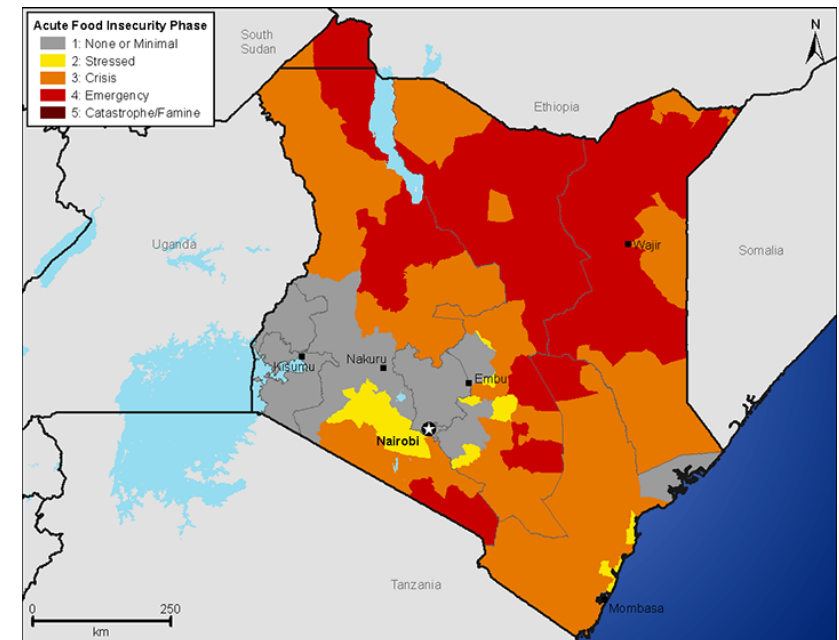 Acute Food Insecurity Phase
1: None or Minimal
2: Stressed
3: Crisis
4: Emergency
5: Catastrophe/Famine
South
Sudan
N
Ethiopia
Uganda
Wajir
Somalia
Kisumu
Nakuru
Embu
Nairobi
Tanzania
Mombasa
0
250
km